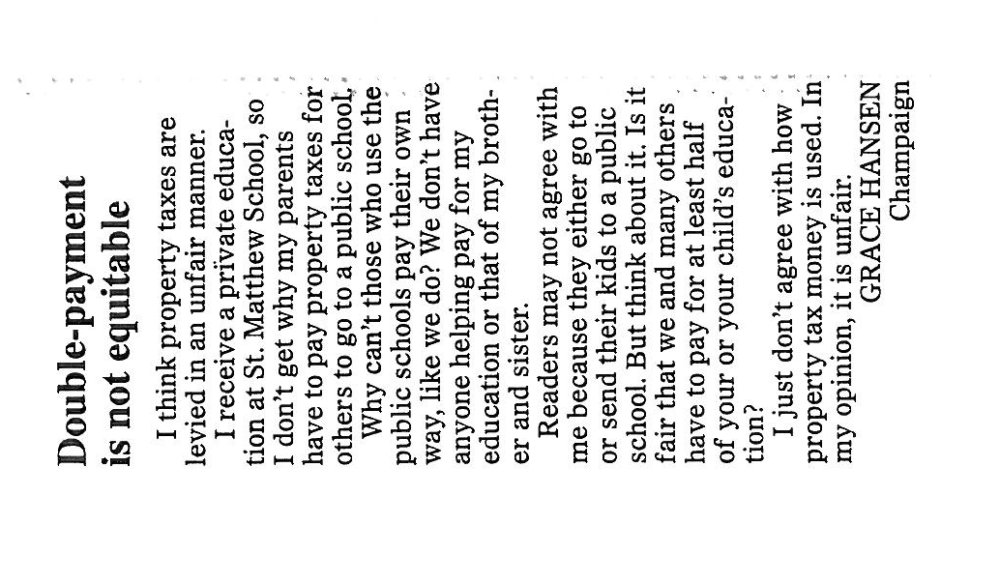 Double-payment
is not equitable
I think property taxes are
levied in an unfair manner.
I receive a private educa-
tion at St. Matthew School, so
I don't get why my parents
have to pay property taxes for
others to go to a public school.
Why can't those who use the
public schools pay their own
way, like we do? We don't have
anyone helping pay for my
education or that of my broth-
er and sister.
Readers may not agree with
me because they either go to
or send their kids to a public
school. But think about it. Is it
fair that we and many others
have to pay for at least half
of your or your child's educa-
tion?
I just don't agree with how
property tax money is used. In
my opinion, it is unfair.
GRACE HANSEN
Champaign